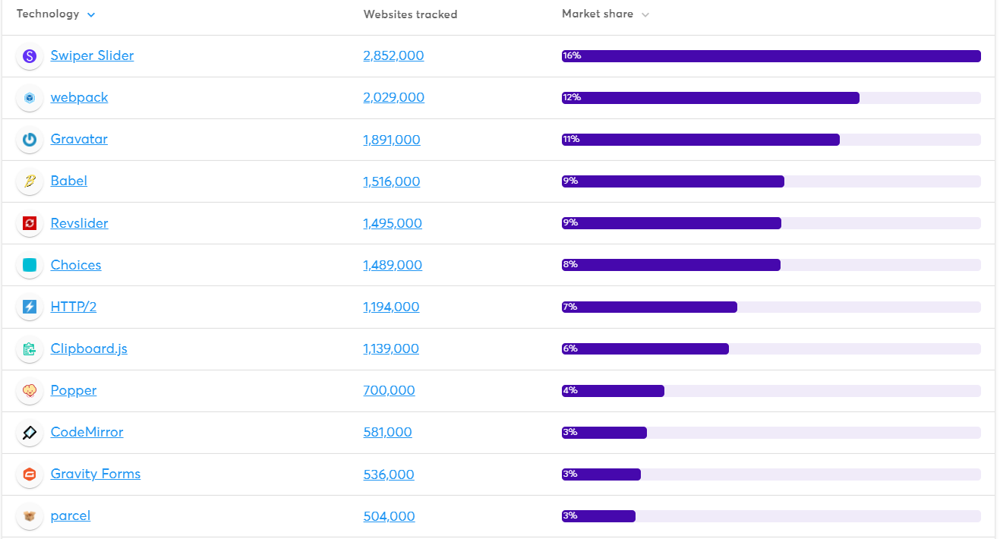 Technology Websites tracked Market share
Swiper Slider 2,852,000 16%
webpack 2,029,000 12%
Gravatar 1,891,000 11%
Babel 1,516,000 9%
Revslider 1,495,000 9%
Choices 1,489,000 8%
HTTP/2 1,194,000 7%
Clipboard.js 1,139,000 6%
Popper 700,000 4%
CodeMirror 581,000 3%
Gravity Forms 536,000 3%
parcel 504,000 3%